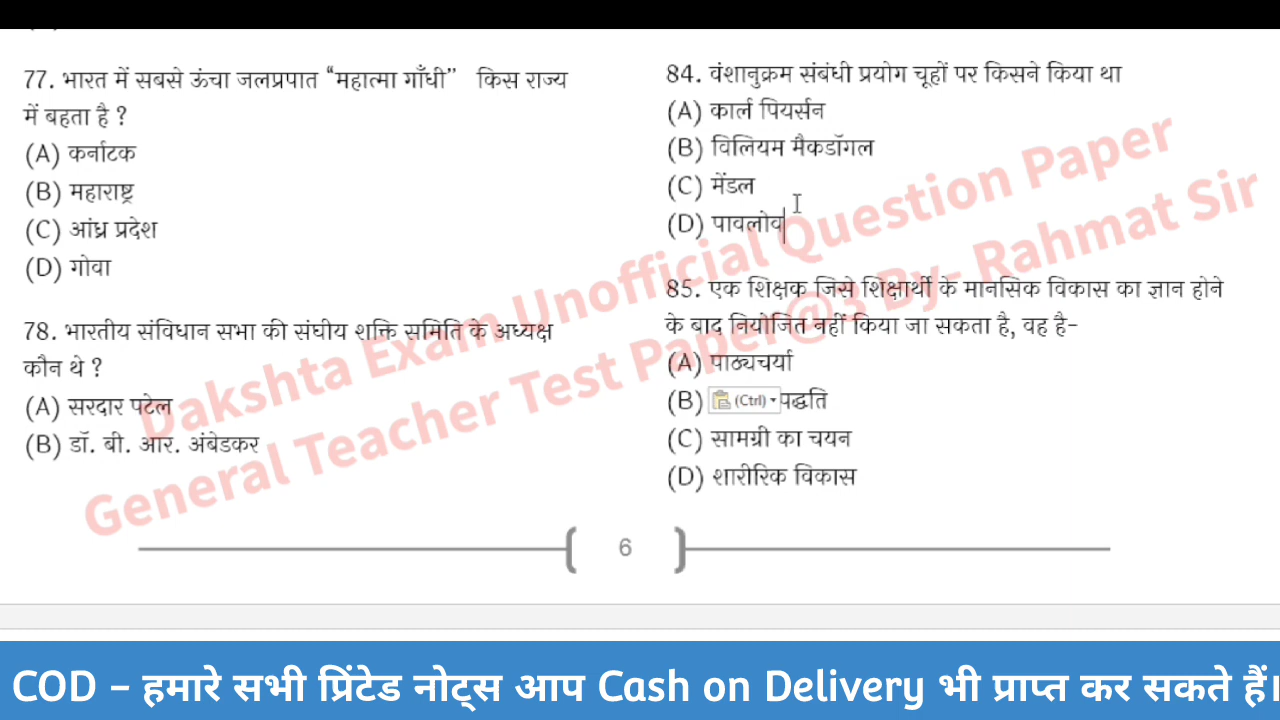 77. भारत में सबसे ऊंचा जलप्रपात “महात्मा गाँधी” किस राज्य
में बहता है ?
(A) कर्नाटक
(B) महाराष्ट्र
(C) आंध्र प्रदेश
(D) गोवा
78. भारतीय संविधान सभा की संघीय शक्ति समिति के अध्यक्ष
कौन थे ?
(A) सरदार पटेल
(B) डॉ. बी. आर. अंबेडकर
84. वंशानुक्रम संबंधी प्रयोग चूहों पर किसने किया था
(A) कार्ल पियर्सन
(B) विलियम मैकडॉगल
(C) मेंडल
(D) पावलोव
85. एक शिक्षक जिसे शिक्षार्थी के मानसिक विकास का ज्ञान होने
के बाद नियोजित नहीं किया जा सकता है, वह है-
(A) पाठ्यचर्या
(B) (Ctrl) पद्धति
(C) सामग्री का चयन
(D) शारीरिक विकास
Dakshta Exam Unofficial Question Paper
General Teacher Test Paper@3 By- Rahmat Sir
6
COD – हमारे सभी प्रिंटेड नोट्स आप Cash on Delivery भी प्राप्त कर सकते हैं।